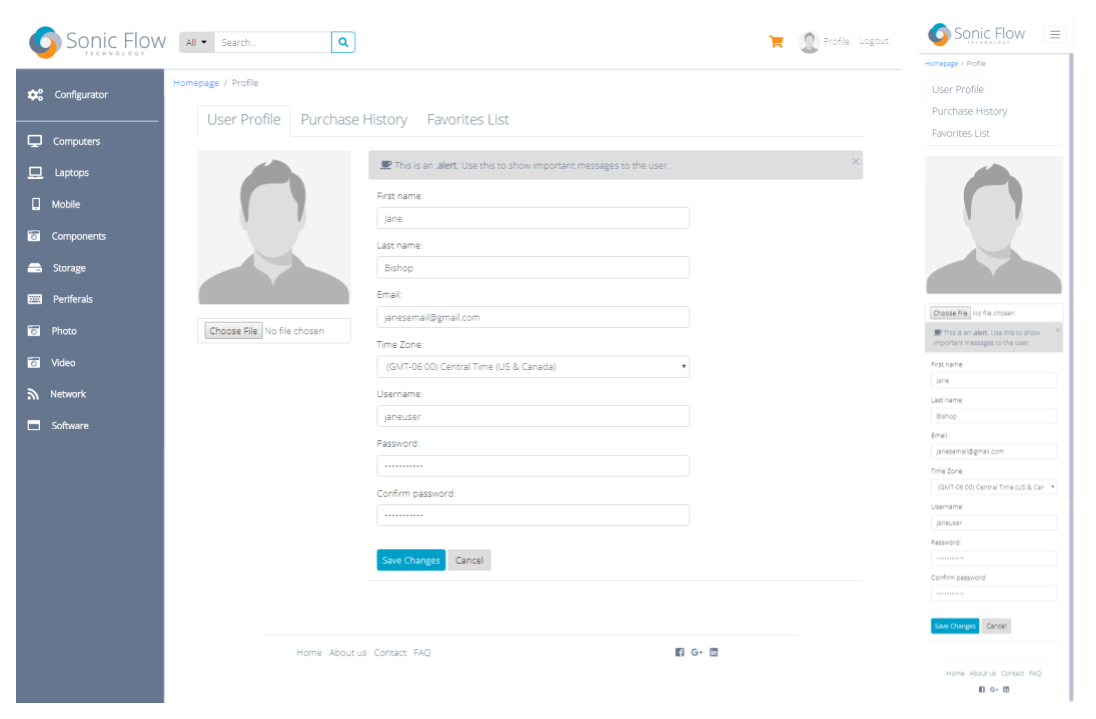 Sonic Flow
TECHNOLOGY
All
Search...
Profile Logout
Configurator
Computers
Laptops
Mobile
Components
Storage
Periferals
Photo
Video
Network
Software
Homepage / Profile
User Profile Purchase History Favorites List
Choose File No file chosen
This is an .alert. Use this to show important messages to the user. ×
First name:
Jane
Last name:
Bishop
Email:
janesemail@gmail.com
Time Zone:
(GMT-06:00) Central Time (US & Canada)
Username:
janeuser
Password:
...........
Confirm password:
...........
Save Changes Cancel
Home About us Contact FAQ
G+
Sonic Flow
TECHNOLOGY
Homepage / Profile
User Profile
Purchase History
Favorites List
Choose File No file chosen
This is an .alert. Use this to show ×
important messages to the user.
First name:
Jane
Last name:
Bishop
Email:
janesemail@gmail.com
Time Zone:
(GMT-06:00) Central Time (US & Car
Username:
janeuser
Password:
...........
Confirm password:
...........
Save Changes Cancel
Home About us Contact FAQ
G+